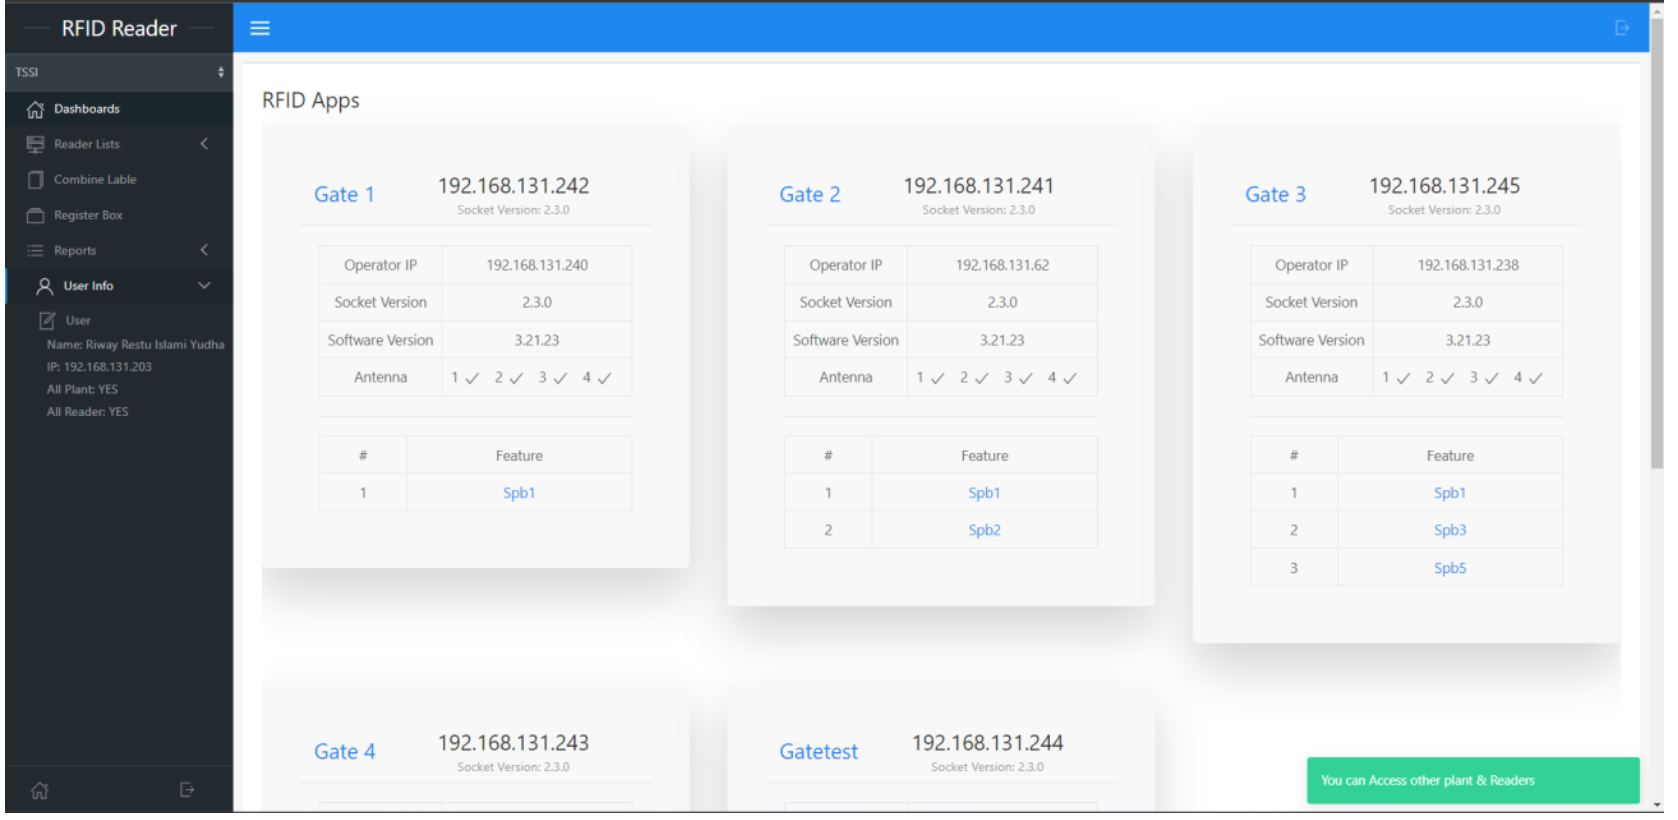 RFID Reader
TSSI
Dashboards
Reader Lists
Combine Lable
Register Box
Reports
User Info
User
Name: Riway Restu Islami Yudha
IP: 192.168.131.203
All Plant: YES
All Reader: YES
RFID Apps
Gate 1
192.168.131.242
Socket Version: 2.3.0
Operator IP 192.168.131.240
Socket Version 2.3.0
Software Version 3.21.23
Antenna 1 ✓ 2 ✓ 3 ✓ 4 ✓
# Feature
1 Spb1
Gate 2
192.168.131.241
Socket Version: 2.3.0
Operator IP 192.168.131.62
Socket Version 2.3.0
Software Version 3.21.23
Antenna 1 ✓ 2 ✓ 3 ✓ 4 ✓
# Feature
1 Spb1
2 Spb2
Gate 3
192.168.131.245
Socket Version: 2.3.0
Operator IP 192.168.131.238
Socket Version 2.3.0
Software Version 3.21.23
Antenna 1 ✓ 2 ✓ 3 ✓ 4 ✓
# Feature
1 Spb1
2 Spb3
3 Spb5
Gate 4
192.168.131.243
Socket Version: 2.3.0
Gatetest
192.168.131.244
Socket Version: 2.3.0
You can Access other plant & Readers